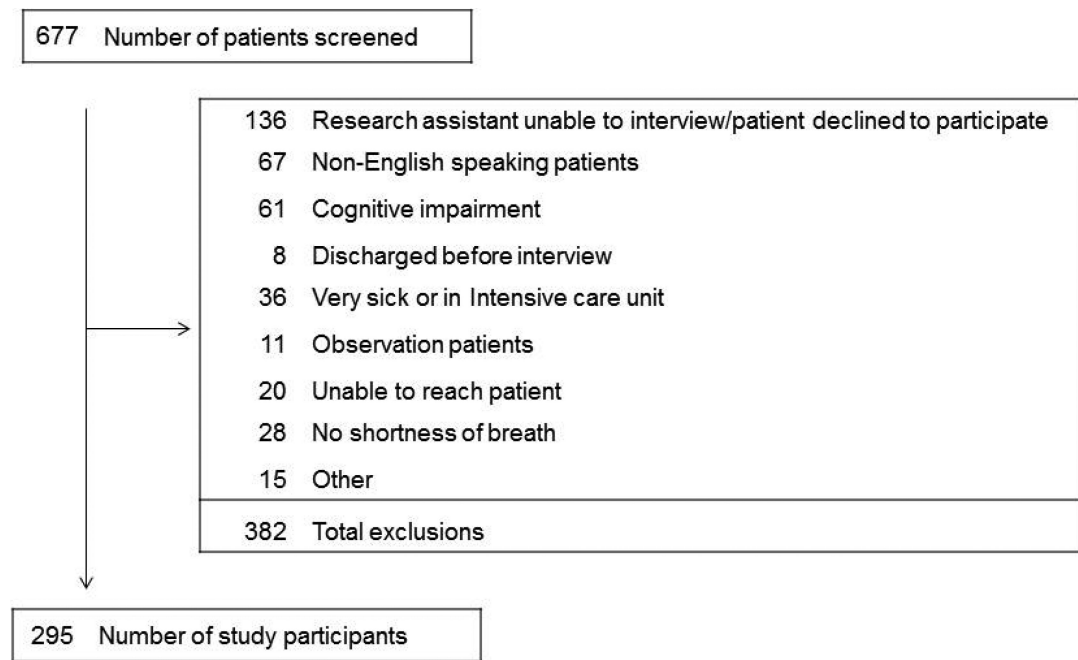 677 Number of patients screened
136 Research assistant unable to interview/patient declined to participate
67 Non-English speaking patients
61 Cognitive impairment
8 Discharged before interview
36 Very sick or in Intensive care unit
11 Observation patients
20 Unable to reach patient
28 No shortness of breath
15 Other
382 Total exclusions
295 Number of study participants